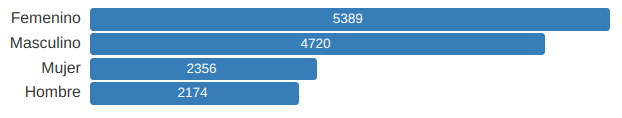 Femenino 5389
Masculino 4720
Mujer 2356
Hombre 2174